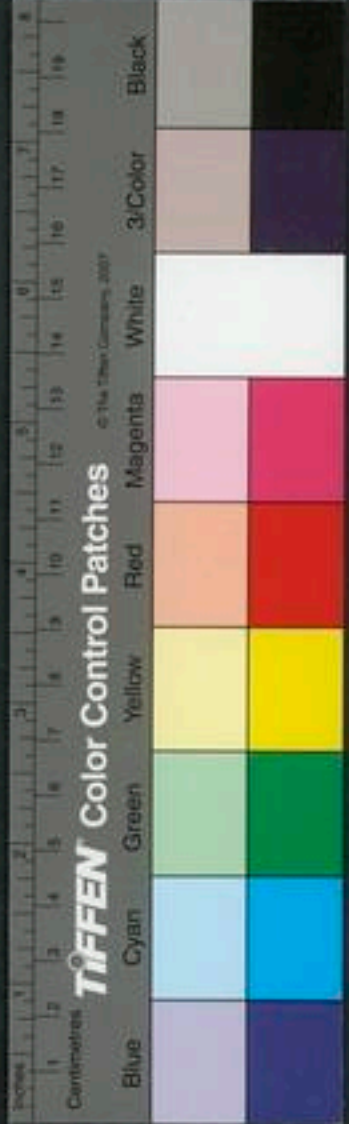 Inches 1 2 3 4 5 6 7 8
Centimetres 1 2 3 4 5 6 7 8 9 10 11 12 13 14 15 16 17 18 19
TIFFEN Color Control Patches © The Tiffen Company, 2007
Blue Cyan Green Yellow Red Magenta White 3/Color Black